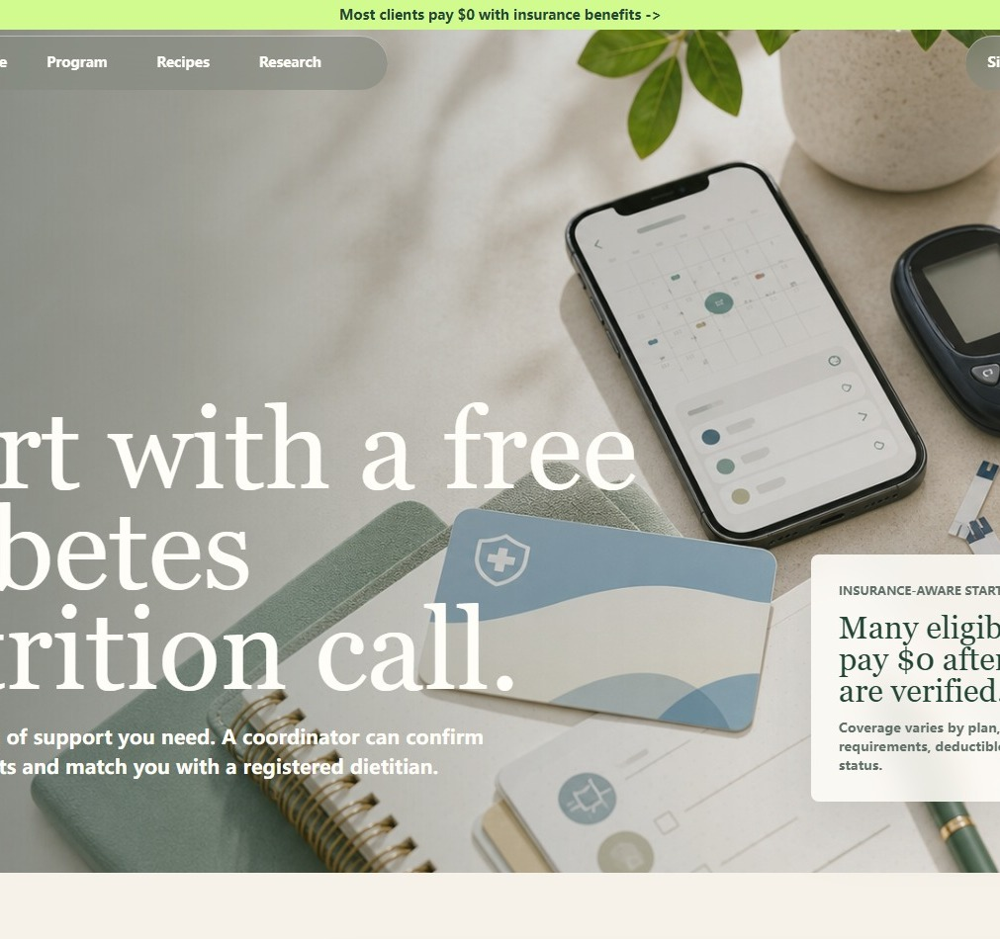 Most clients pay $0 with insurance benefits ->
e Program Recipes Research
Si
rt with a free
betes
trition call.
of support you need. A coordinator can confirm
ts and match you with a registered dietitian.
INSURANCE-AWARE START
Many eligib
pay $0 after
are verified.
Coverage varies by plan,
requirements, deductible
status.